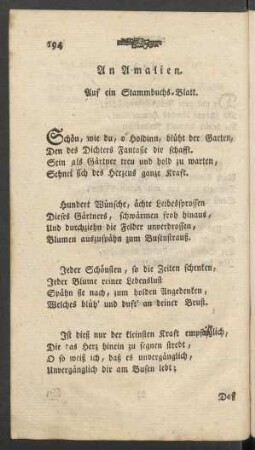 194
An Amalien.
Auf ein Stammbuchs-Blatt.
Schön, wie du, o Holdinn, blüht der Garten,
Den des Dichters Fantasie dir schafft.
Sein als Gärtner treu und hold zu warten,
Sehnet sich des Herzens ganze Kraft.
Hundert Wünsche, ächte Leibessprossen
Dieses Gärtners, schwärmen froh hinaus,
Und durchziehn die Felder unverdrossen,
Blumen auszuspähn zum Busenstrauß.
Jeder Schönsten, so die Zeiten schenken,
Jeder Blume reiner Lebenslust
Spähn sie nach, zum holden Angedenken,
Welches blüh' und duft' an deiner Brust.
Ist dieß nur der kleinsten Kraft empfänglich,
Die das Herz hinein zu segnen strebt,
O so weiß ich, daß es unvergänglich,
Unvergänglich dir am Busen lebt;
Daß